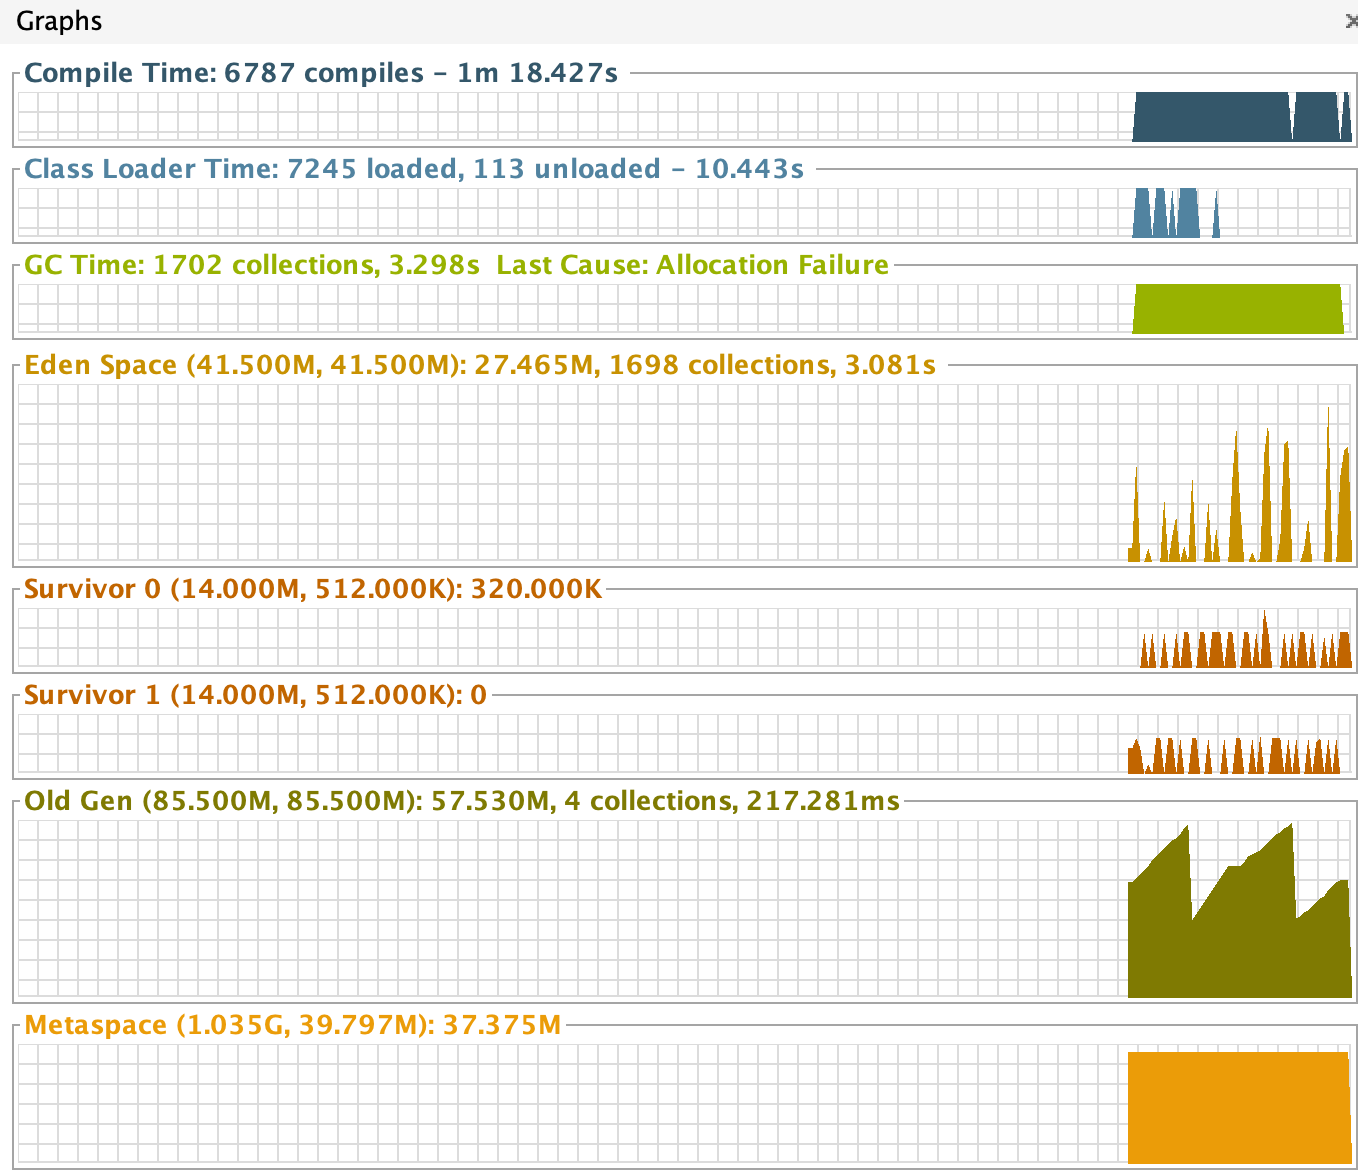 Graphs
Compile Time: 6787 compiles – 1m 18.427s
Class Loader Time: 7245 loaded, 113 unloaded – 10.443s
GC Time: 1702 collections, 3.298s  Last Cause: Allocation Failure
Eden Space (41.500M, 41.500M): 27.465M, 1698 collections, 3.081s
Survivor 0 (14.000M, 512.000K): 320.000K
Survivor 1 (14.000M, 512.000K): 0
Old Gen (85.500M, 85.500M): 57.530M, 4 collections, 217.281ms
Metaspace (1.035G, 39.797M): 37.375M